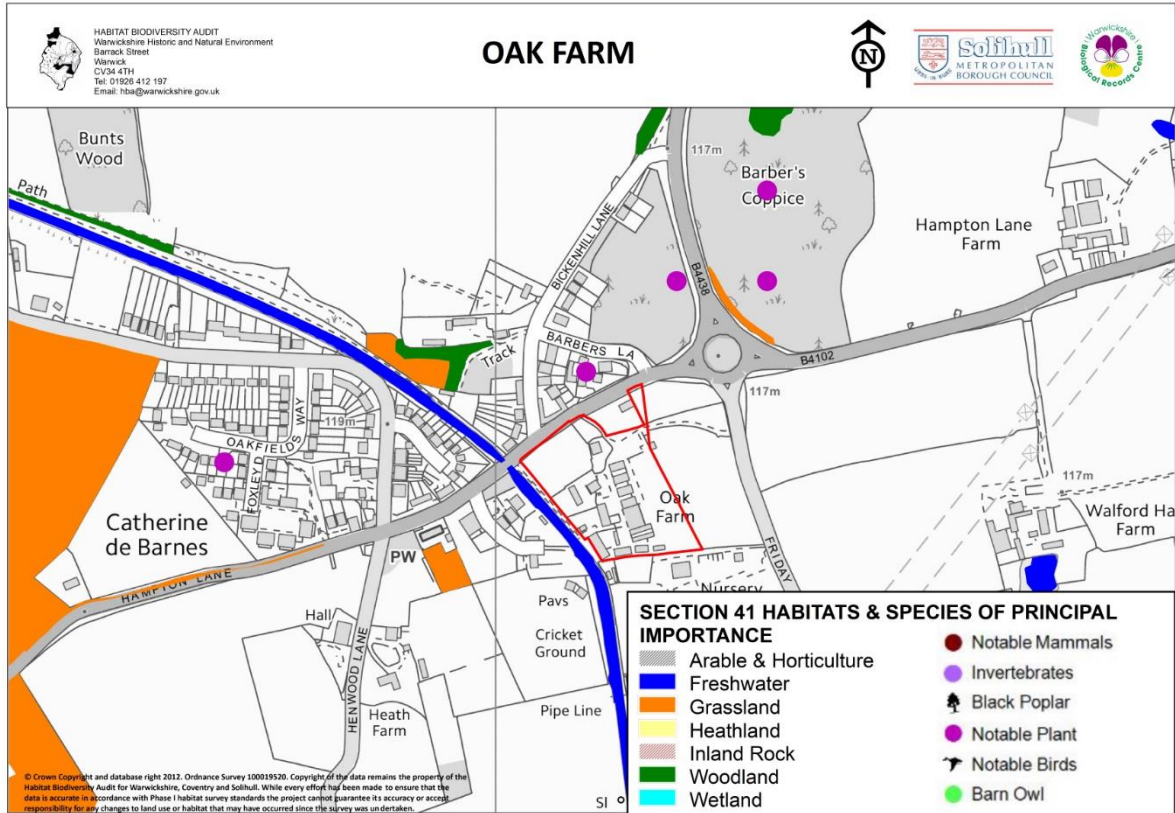 HABITAT BIODIVERSITY AUDIT
Warwickshire Historic and Natural Environment
Barrack Street
Warwick
CV34 4TH
Tel: 01926 412 197
Email: hba@warwickshire.gov.uk
OAK FARM
N
Solihull
METROPOLITAN
BOROUGH COUNCIL
URBS IN RURE
Warwickshire
Biological Records Centre
Bunts
Wood
Path
117m
Barber's
Coppice
Hampton Lane
Farm
BICKENHILL LANE
B4438
Track
BARBERS LA
B4102
117m
119m
OAKFIELDS WAY
FOXLEY D
Catherine
de Barnes
Oak
Farm
117m
Walford Ha
Farm
HAMPTON LANE
PW
FRIDAY
Nursery
Hall
Pavs
Cricket
Ground
HENWOOD LANE
Heath
Farm
Pipe Line
SI
SECTION 41 HABITATS & SPECIES OF PRINCIPAL
IMPORTANCE
Arable & Horticulture
Freshwater
Grassland
Heathland
Inland Rock
Woodland
Wetland
Notable Mammals
Invertebrates
Black Poplar
Notable Plant
Notable Birds
Barn Owl
© Crown Copyright and database right 2012. Ordnance Survey 100019520. Copyright of the data remains the property of the
Habitat Biodiversity Audit for Warwickshire, Coventry and Solihull. While every effort has been made to ensure that the
data is accurate in accordance with Phase I habitat survey standards the project cannot guarantee its accuracy or accept
responsibility for any changes to land use or habitat that may have occurred since the survey was undertaken.